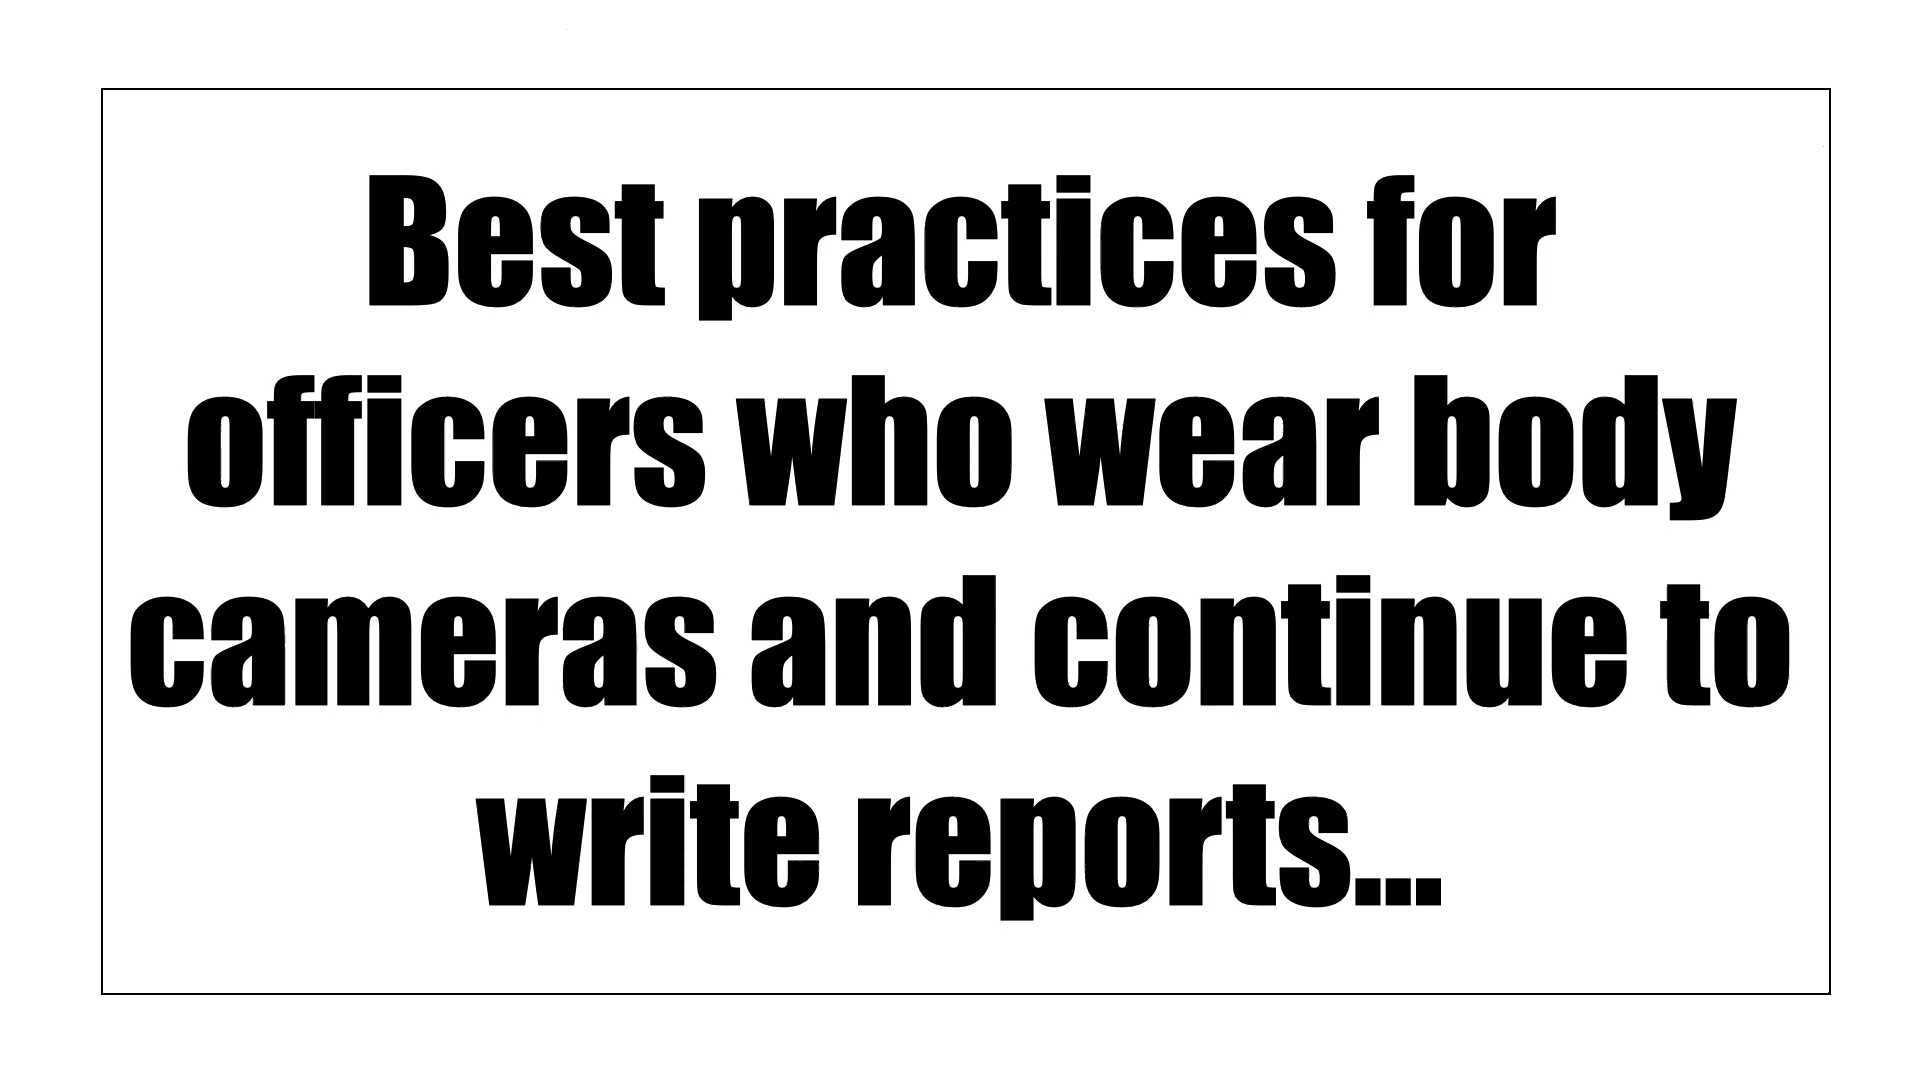 Best practices for
officers who wear body
cameras and continue to
write reports...